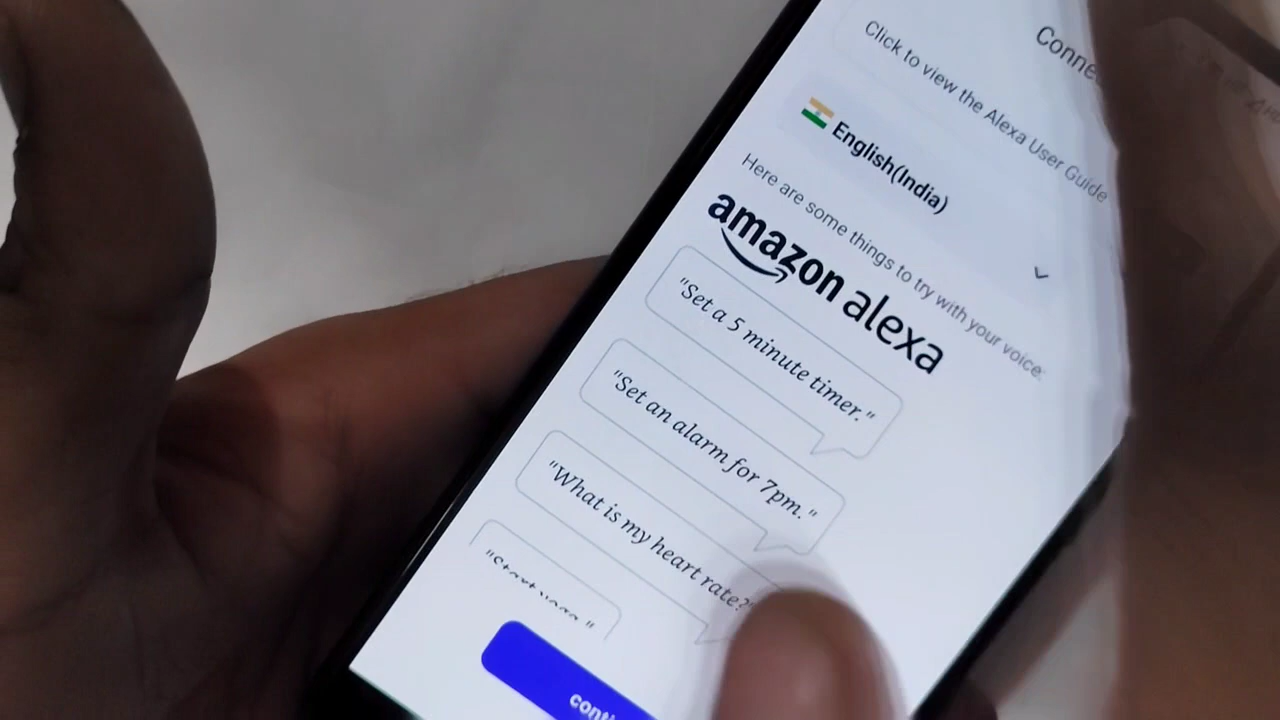 Click to view the Alexa User Guide
English(India)
Here are some things to try with your voice:
amazon alexa
"Set a 5 minute timer."
"Set an alarm for 7pm."
"What is my heart rate?"